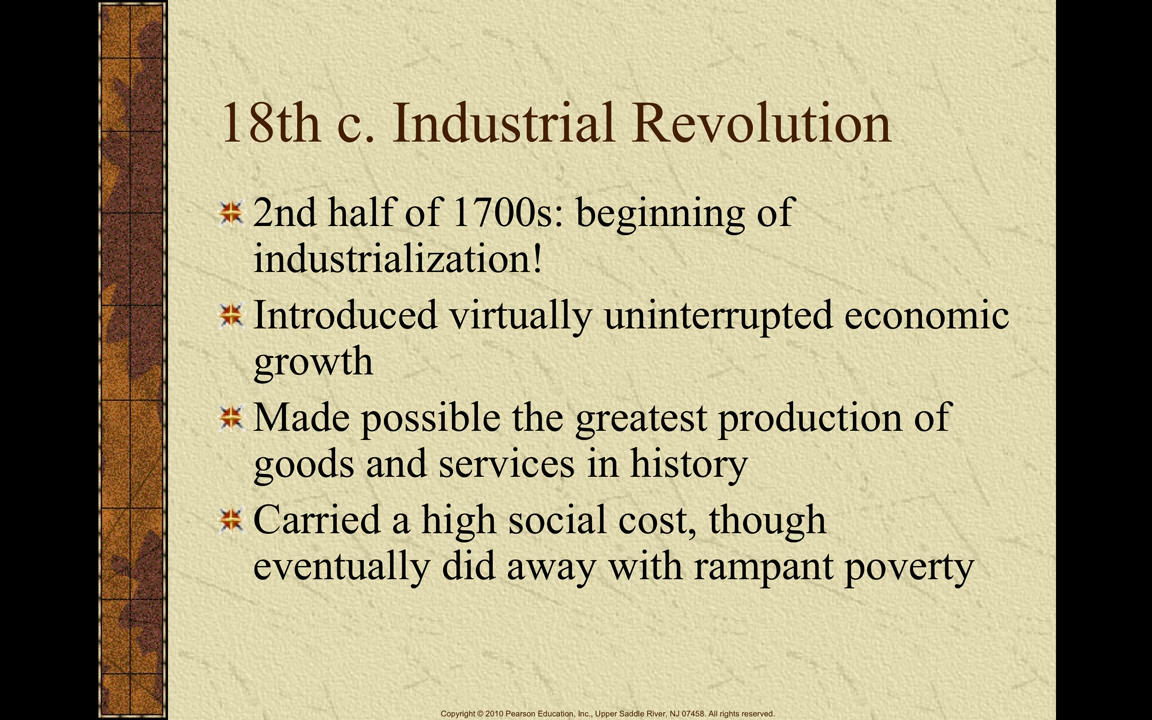 18th c. Industrial Revolution
2nd half of 1700s: beginning of
industrialization!
Introduced virtually uninterrupted economic
growth
Made possible the greatest production of
goods and services in history
Carried a high social cost, though
eventually did away with rampant poverty
Copyright © 2010 Pearson Education, Inc., Upper Saddle River, NJ 07458. All rights reserved.